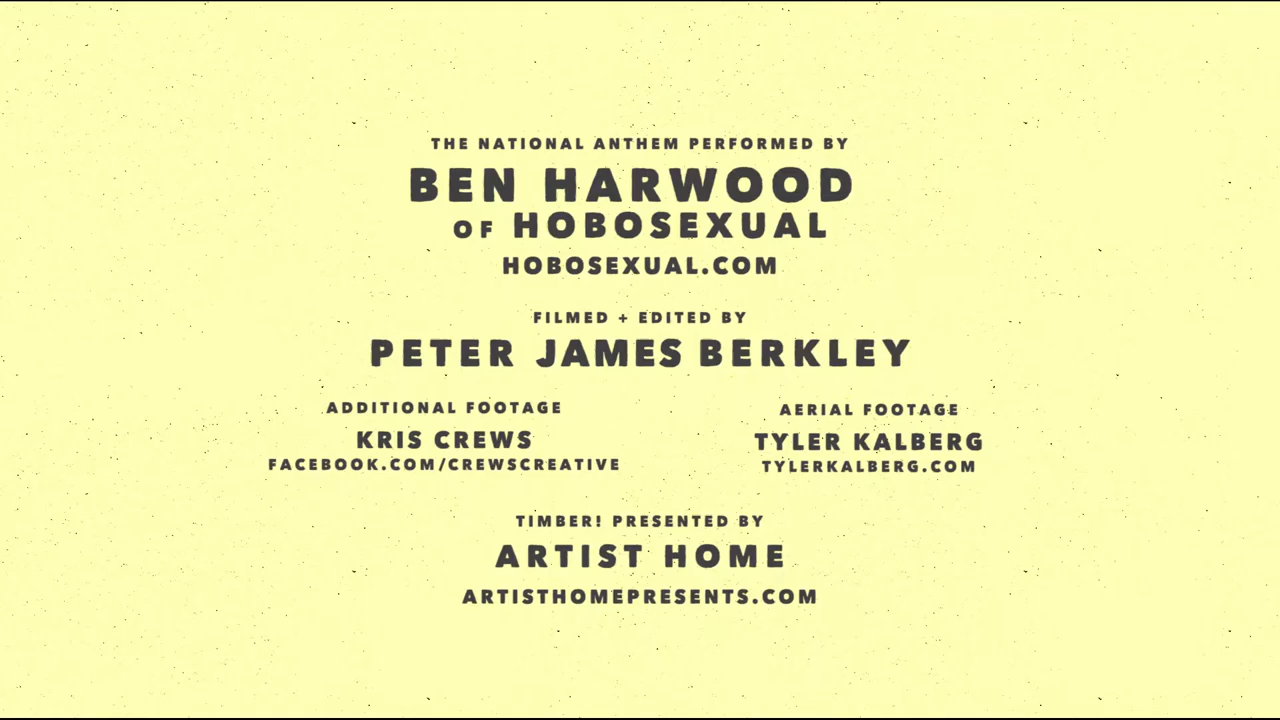 THE NATIONAL ANTHEM PERFORMED BY
BEN HARWOOD
OF HOBOSEXUAL
HOBOSEXUAL.COM
FILMED + EDITED BY
PETER JAMES BERKLEY
ADDITIONAL FOOTAGE
KRIS CREWS
FACEBOOK.COM/CREWSCREATIVE
AERIAL FOOTAGE
TYLER KALBERG
TYLERKALBERG.COM
TIMBER! PRESENTED BY
ARTIST HOME
ARTISTHOMEPRESENTS.COM